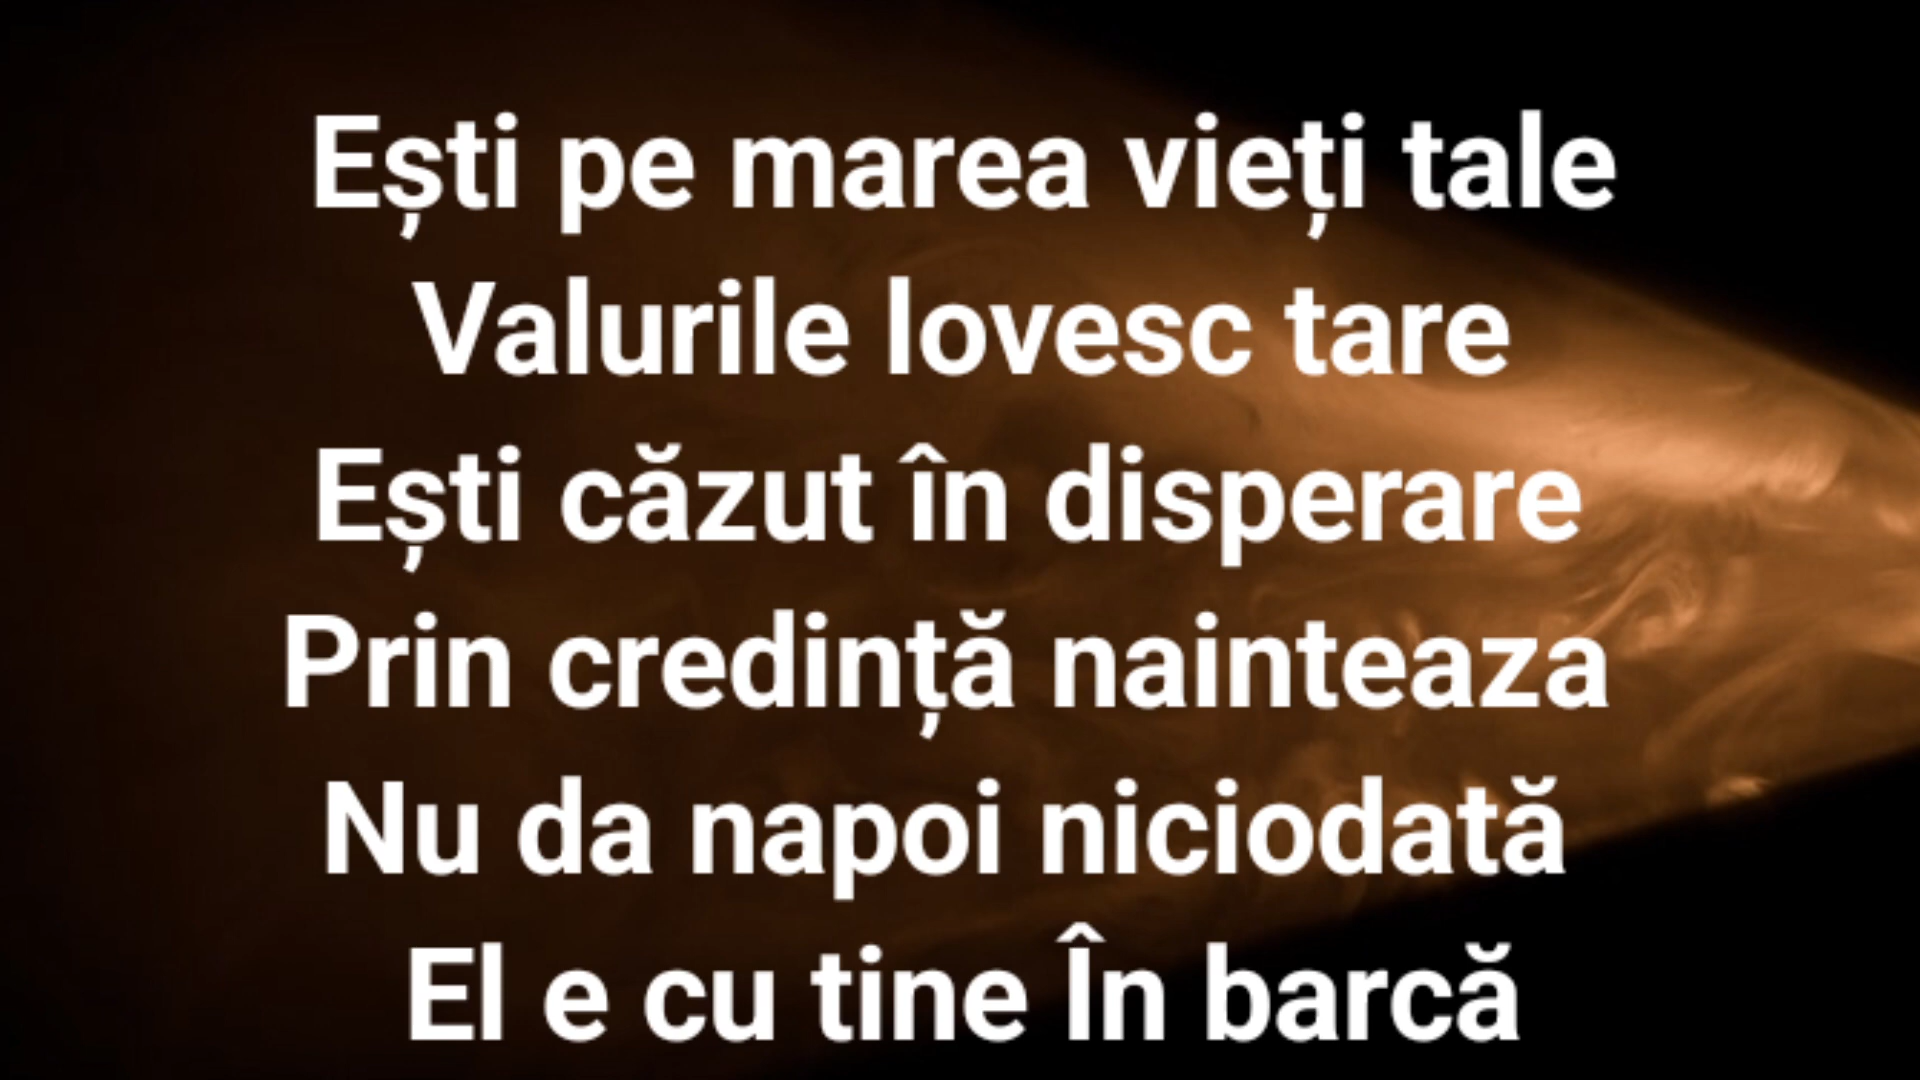 Ești pe marea vieți tale
Valurile lovesc tare
Ești căzut în disperare
Prin credință nainteaza
Nu da napoi niciodată
El e cu tine În barcă